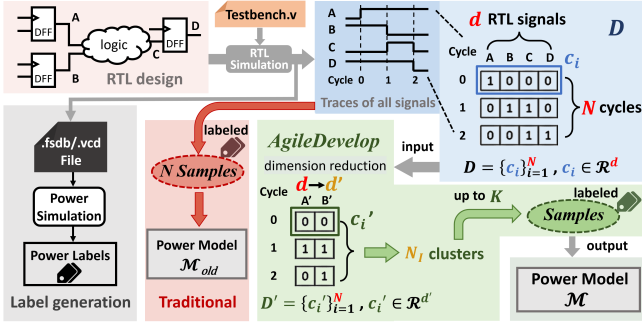 A
DFF
logic
D
DFF
C
DFF
B
RTL design
Testbench.v
RTL
Simulation
A
B
C
D
Cycle 0 1 2
Traces of all signals
d RTL signals
D
Cycle
A B C D
c_i
0 1 0 0 0
1 0 1 1 0
2 0 0 1 1
N cycles
D = {c_i}_{i=1}^N , c_i ∈ R^d
.fsdb/.vcd
File
Power
Simulation
Power Labels
Label generation
labeled
N Samples
Power Model
M_old
Traditional
AgileDevelop
input
dimension reduction
Cycle
d → d'
A' B'
0 0 0
1 1 1
2 0 1
c_i'
N_I clusters
D' = {c_i'}_{i=1}^N , c_i' ∈ R^{d'}
up to K
labeled
Samples
output
Power Model
M